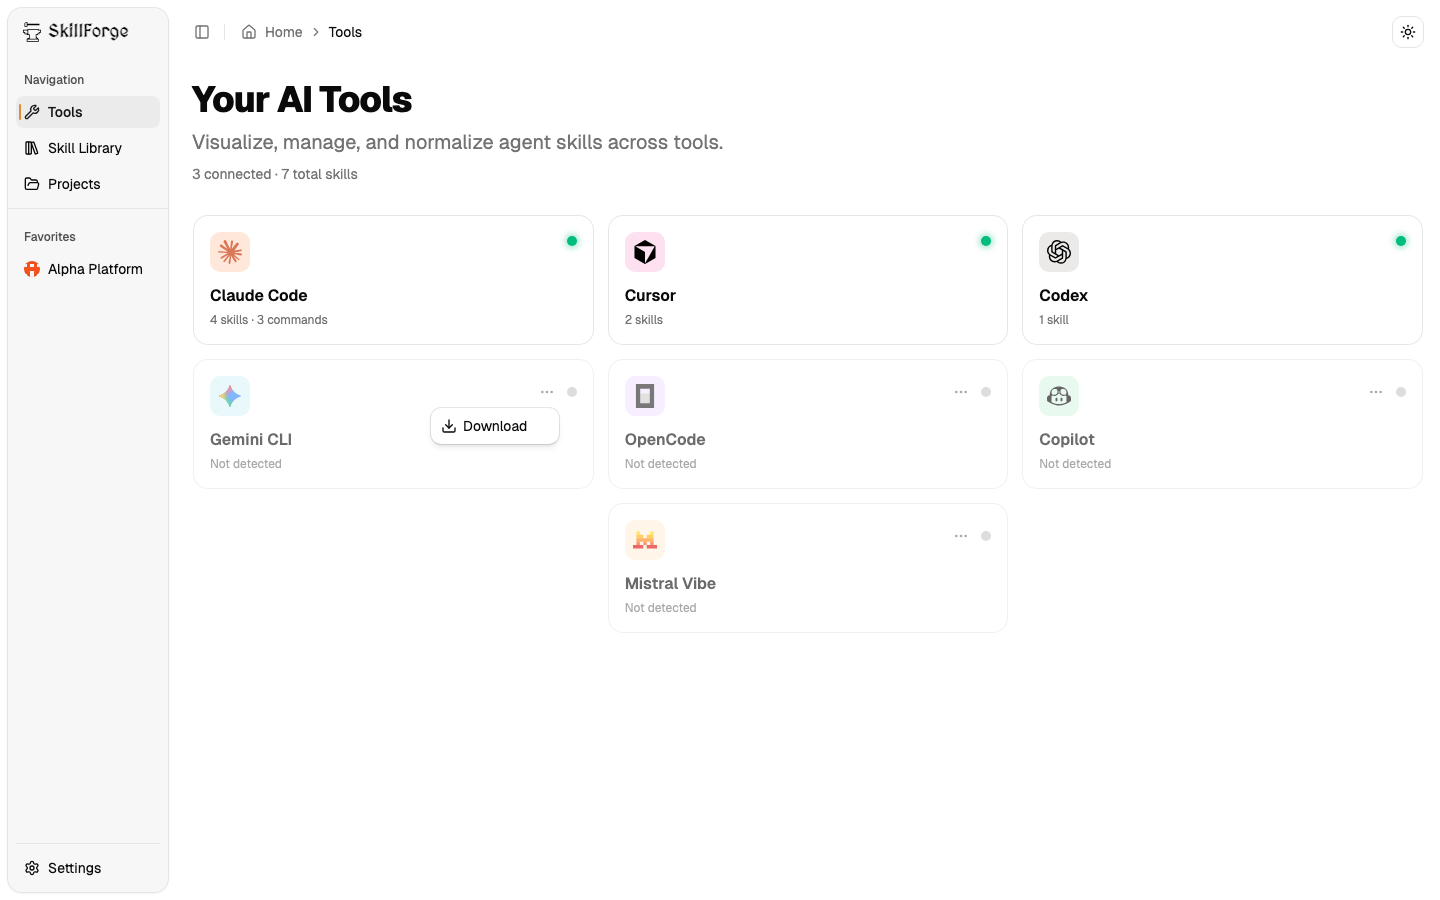 SkillForge
Home > Tools
Navigation
Tools
Skill Library
Projects
Favorites
Alpha Platform
Settings
Your AI Tools
Visualize, manage, and normalize agent skills across tools.
3 connected · 7 total skills
Claude Code
4 skills · 3 commands
Cursor
2 skills
Codex
1 skill
Gemini CLI
Not detected
Download
OpenCode
Not detected
Copilot
Not detected
Mistral Vibe
Not detected